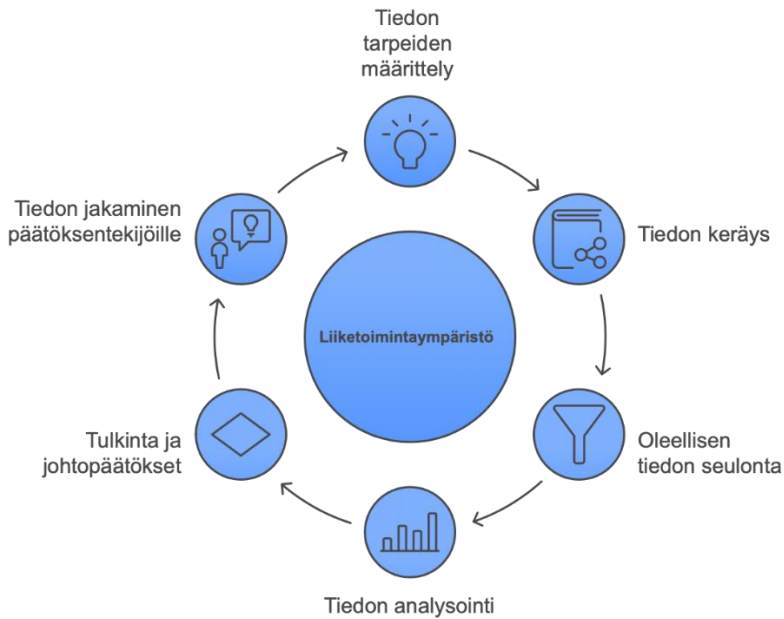 Tiedon
tarpeiden
määrittely
Tiedon keräys
Oleellisen
tiedon seulonta
Tiedon analysointi
Tulkinta ja
johtopäätökset
Tiedon jakaminen
päätöksentekijöille
Liiketoimintaympäristö